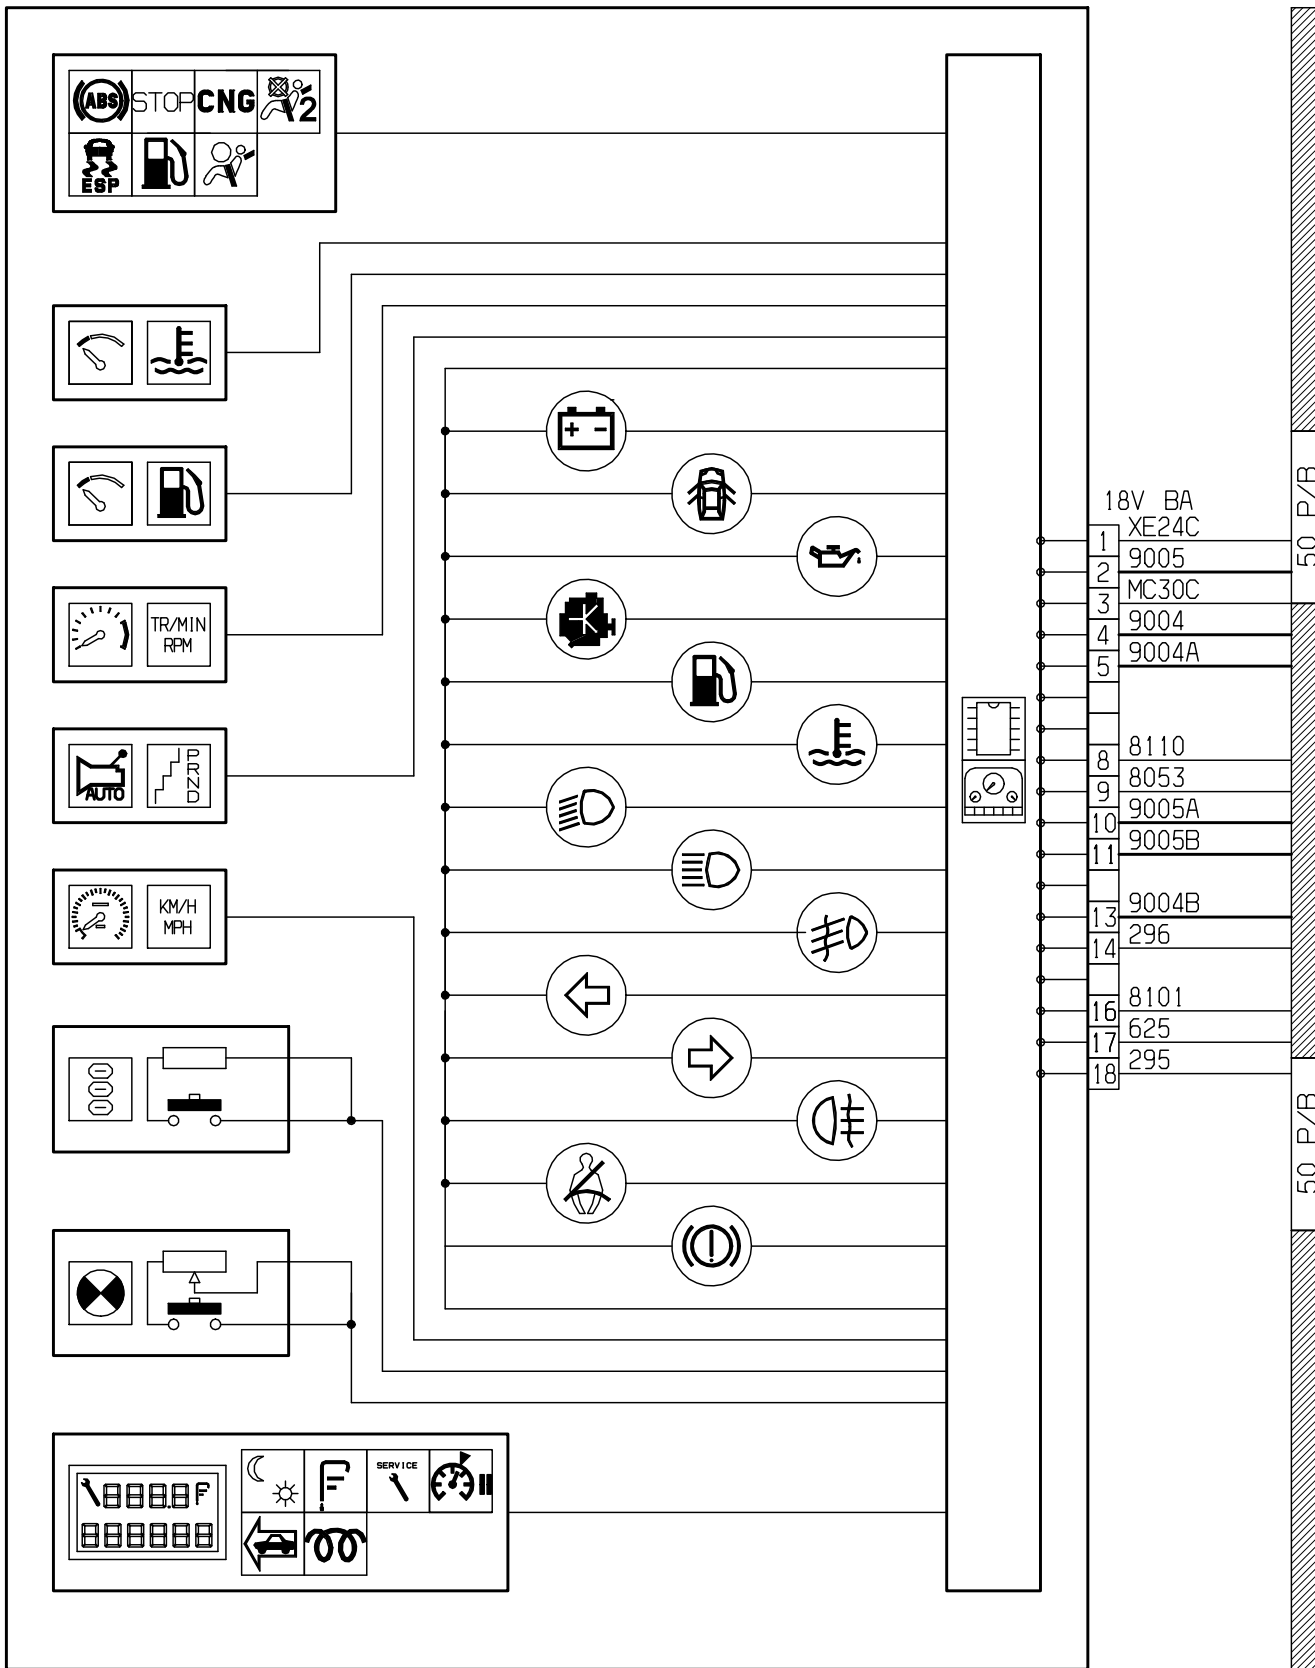 ABS STOP CNG 2
ESP
TR/MIN
RPM
AUTO
P
R
N
D
KM/H
MPH
SERVICE
18V BA
1 XE24C
2 9005
3 MC30C
4 9004
5 9004A
8 8110
9 8053
10 9005A
11 9005B
13 9004B
14 296
16 8101
17 625
18 295
50 P/B
50 P/B